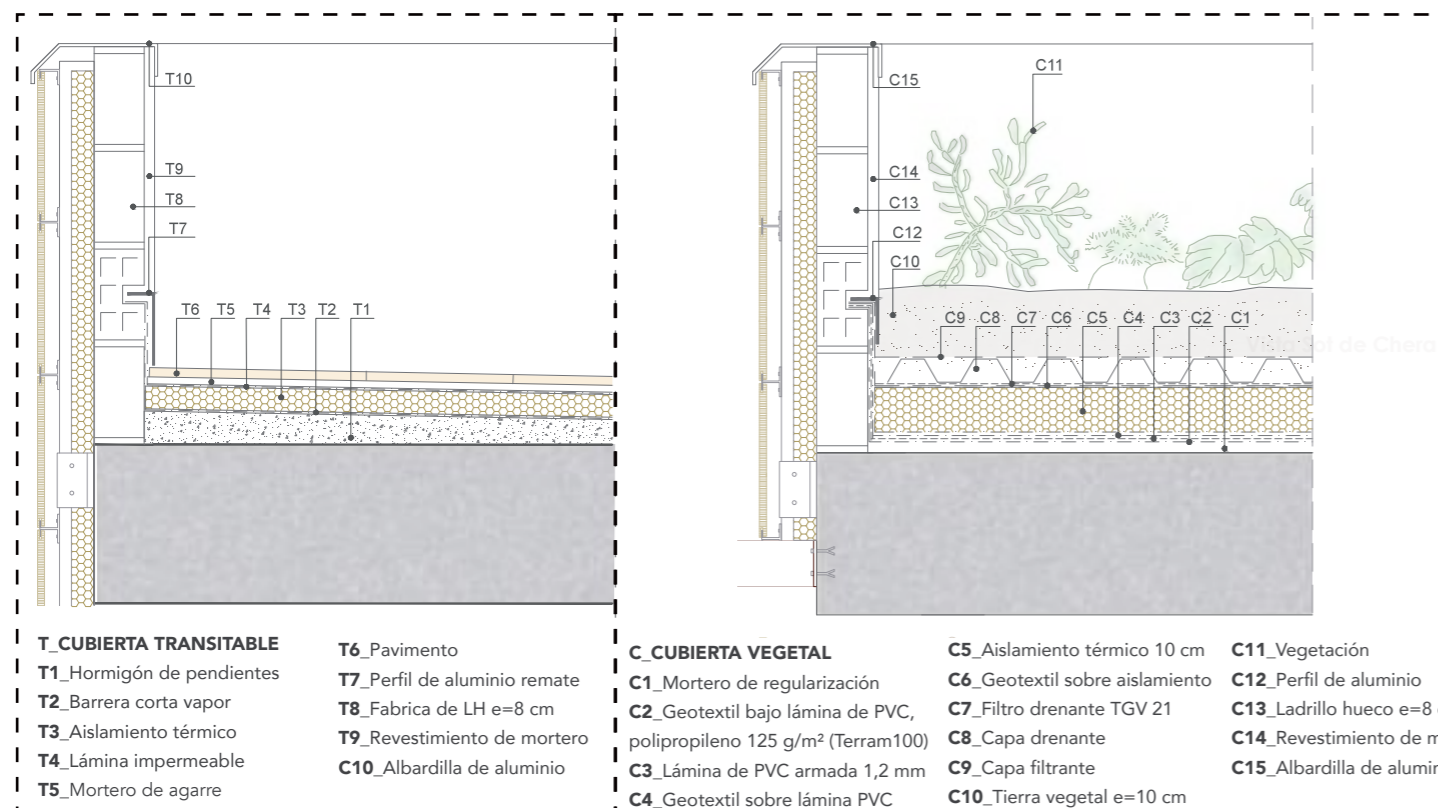 T10
T9
T8
T7
T6 T5 T4 T3 T2 T1
C15
C11
C14
C13
C12
C10
C9 C8 C7 C6 C5 C4 C3 C2 C1
Sol de Chera
T_CUBIERTA TRANSITABLE
T1_Hormigón de pendientes
T2_Barrera corta vapor
T3_Aislamiento térmico
T4_Lámina impermeable
T5_Mortero de agarre
T6_Pavimento
T7_Perfil de aluminio remate
T8_Fabrica de LH e=8 cm
T9_Revestimiento de mortero
C10_Albardilla de aluminio
C_CUBIERTA VEGETAL
C1_Mortero de regularización
C2_Geotextil bajo lámina de PVC,
polipropileno 125 g/m² (Terram100)
C3_Lámina de PVC armada 1,2 mm
C4_Geotextil sobre lámina PVC
C5_Aislamiento térmico 10 cm
C6_Geotextil sobre aislamiento
C7_Filtro drenante TGV 21
C8_Capa drenante
C9_Capa filtrante
C10_Tierra vegetal e=10 cm
C11_Vegetación
C12_Perfil de aluminio
C13_Ladrillo hueco e=8
C14_Revestimiento de m
C15_Albardilla de alumin